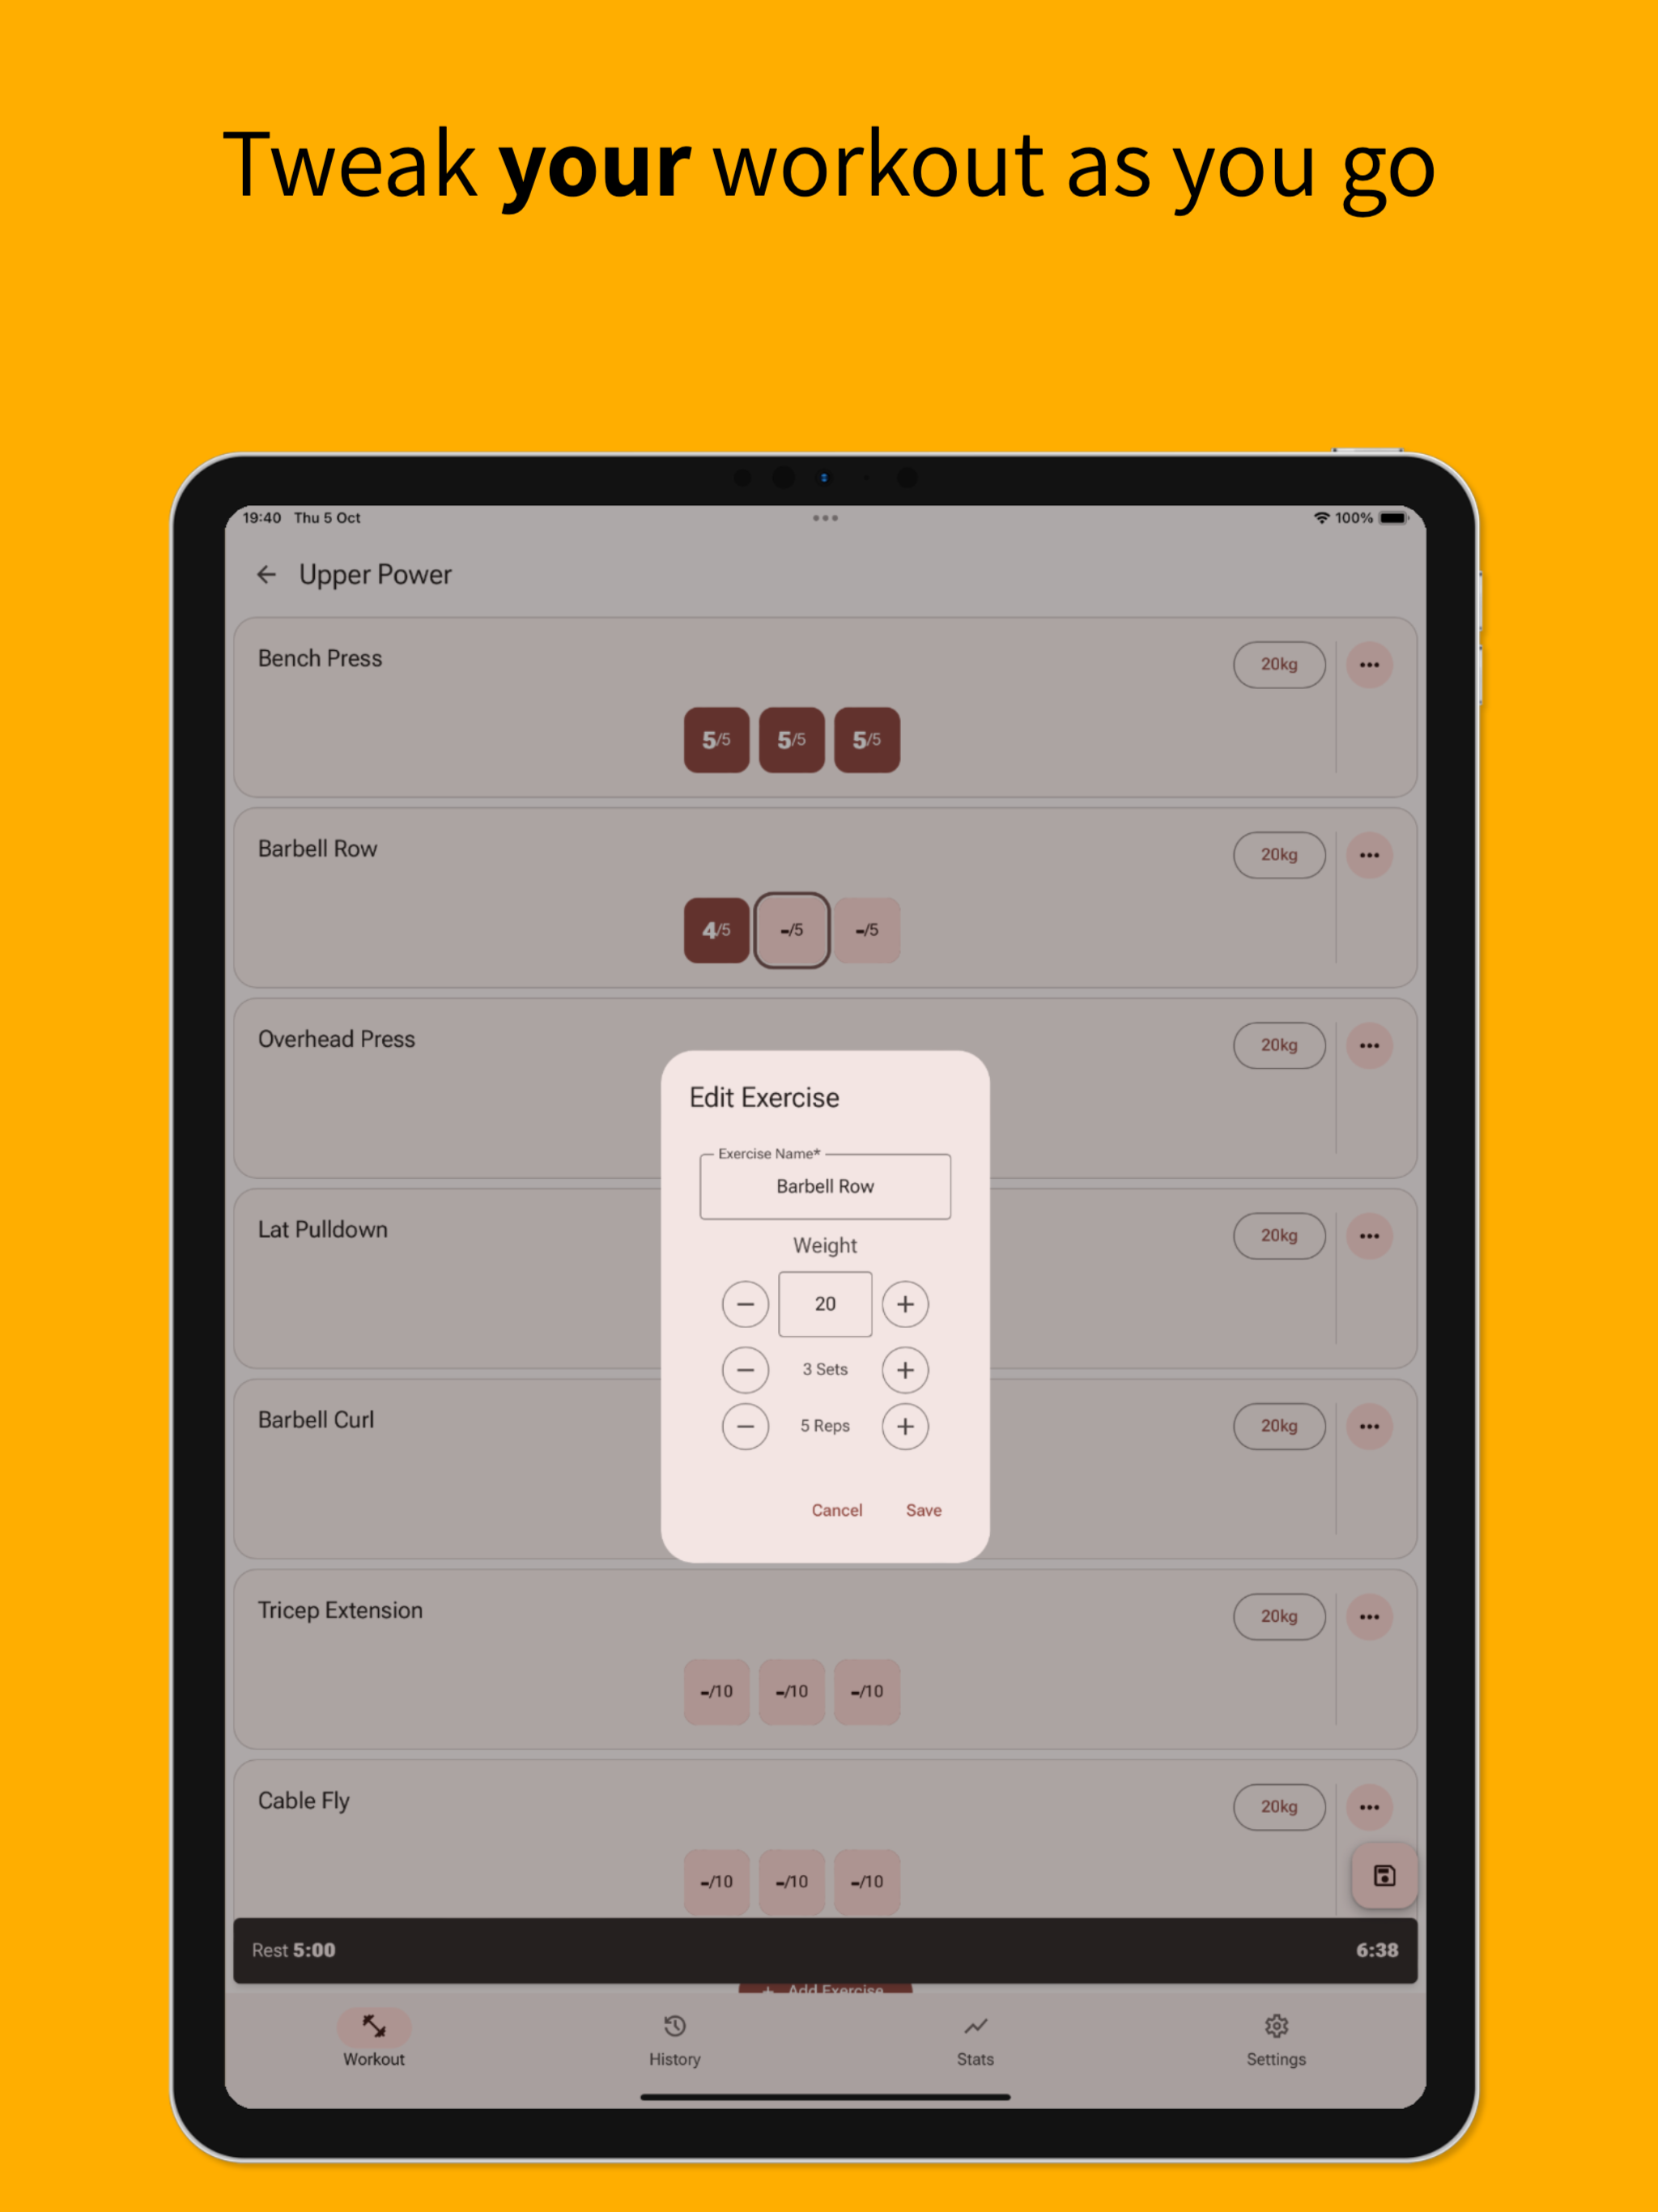 Tweak your workout as you go
19:40 Thu 5 Oct
100%
Upper Power
Bench Press
20kg
5/5 5/5 5/5
Barbell Row
20kg
4/5 -/5 -/5
Overhead Press
20kg
Edit Exercise
Exercise Name*
Barbell Row
Lat Pulldown
20kg
Weight
20
3 Sets
5 Reps
Cancel Save
Barbell Curl
20kg
Tricep Extension
20kg
-/10 -/10 -/10
Cable Fly
20kg
-/10 -/10 -/10
Rest 5:00
6:38
+ Add Exercise
Workout History Stats Settings